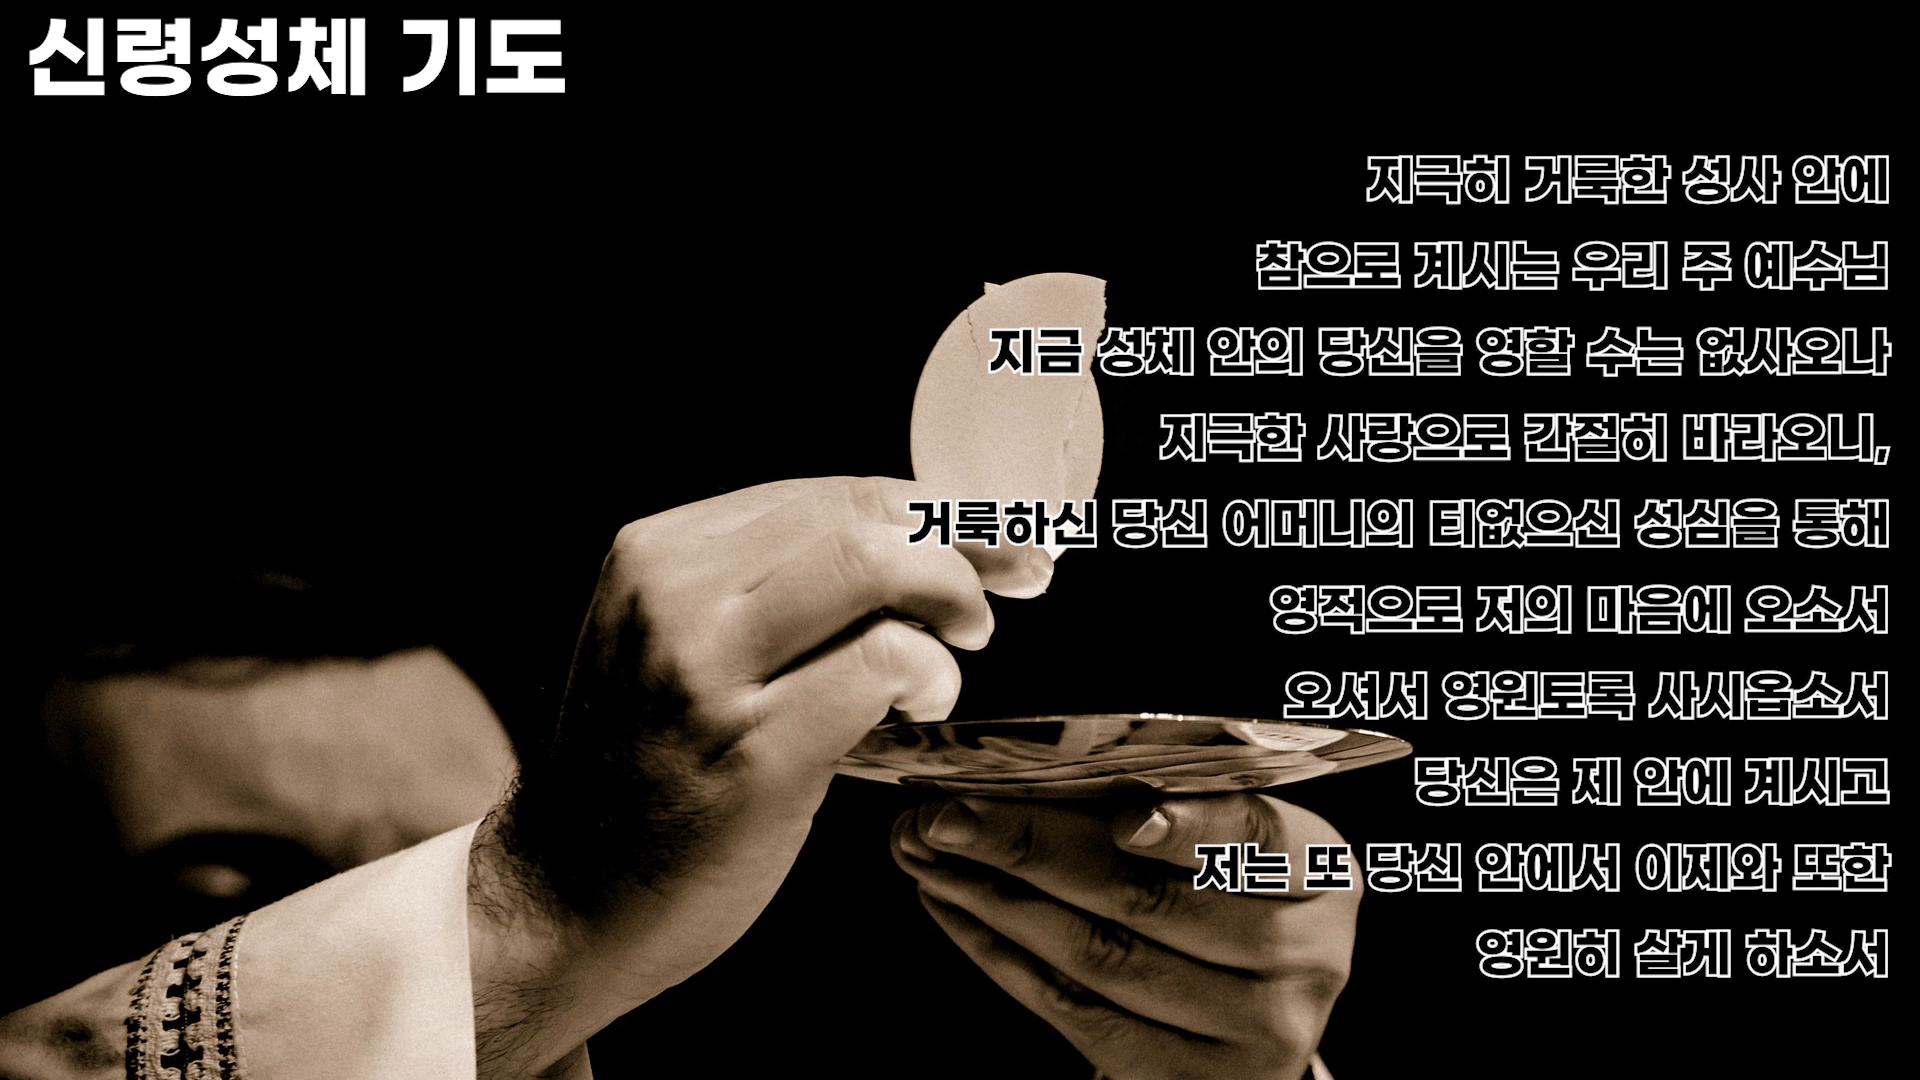 신령성체 기도
지극히 거룩한 성사 안에
참으로 계시는 우리 주 예수님
지금 성체 안의 당신을 영할 수는 없사오나
지극한 사랑으로 간절히 바라오니,
거룩하신 당신 어머니의 티없으신 성심을 통해
영적으로 저의 마음에 오소서
오셔서 영원토록 사시옵소서
당신은 제 안에 계시고
저는 또 당신 안에서 이제와 또한
영원히 살게 하소서